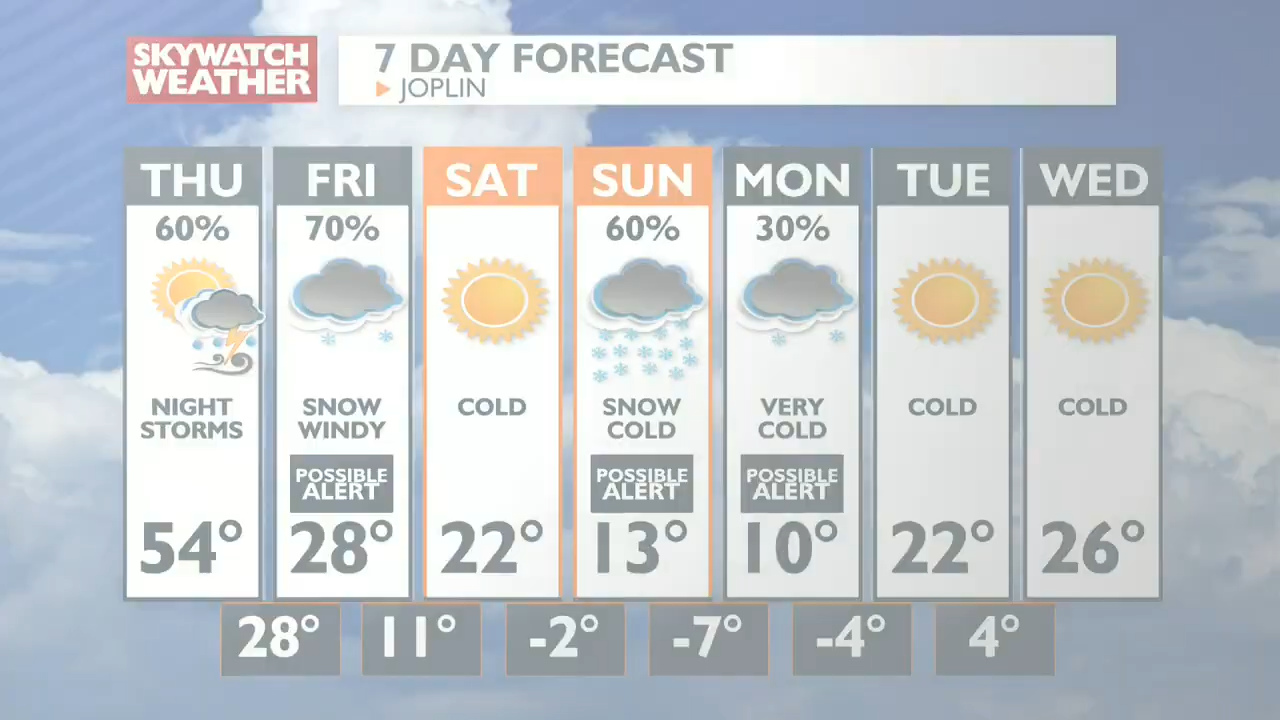 SKYWATCH
WEATHER
7 DAY FORECAST
JOPLIN
THU
60%
NIGHT
STORMS
54°
FRI
70%
SNOW
WINDY
POSSIBLE
ALERT
28°
SAT
COLD
22°
SUN
60%
SNOW
COLD
POSSIBLE
ALERT
13°
MON
30%
VERY
COLD
POSSIBLE
ALERT
10°
TUE
COLD
22°
WED
COLD
26°
28° 11° -2° -7° -4° 4°